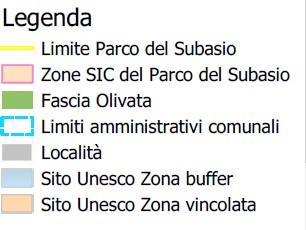 Legenda
Limite Parco del Subasio
Zone SIC del Parco del Subasio
Fascia Olivata
Limiti amministrativi comunali
Località
Sito Unesco Zona buffer
Sito Unesco Zona vincolata